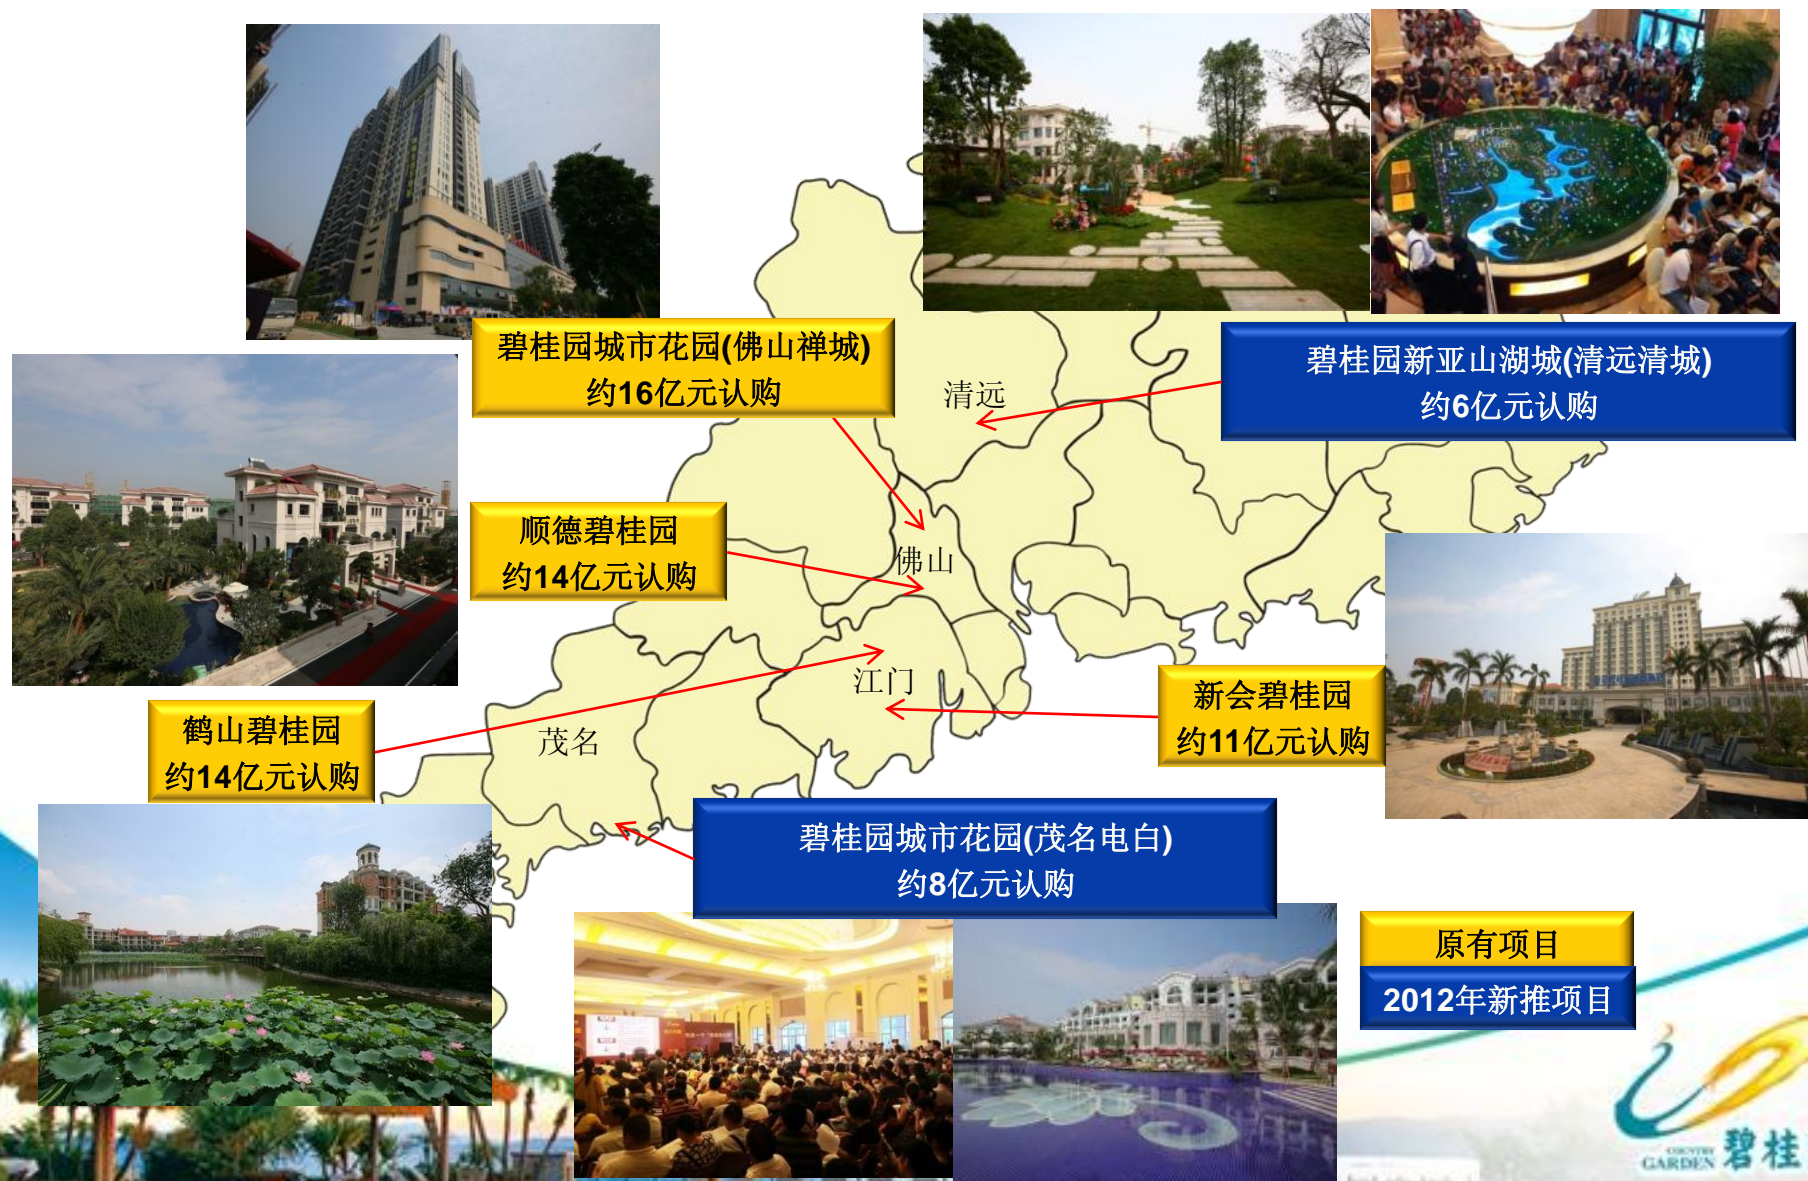 碧桂园城市花园(佛山禅城)
约16亿元认购
碧桂园新亚山湖城(清远清城)
约6亿元认购
清远
顺德碧桂园
约14亿元认购
佛山
江门
新会碧桂园
约11亿元认购
鹤山碧桂园
约14亿元认购
茂名
碧桂园城市花园(茂名电白)
约8亿元认购
原有项目
2012年新推项目
COUNTRY
GARDEN
碧桂